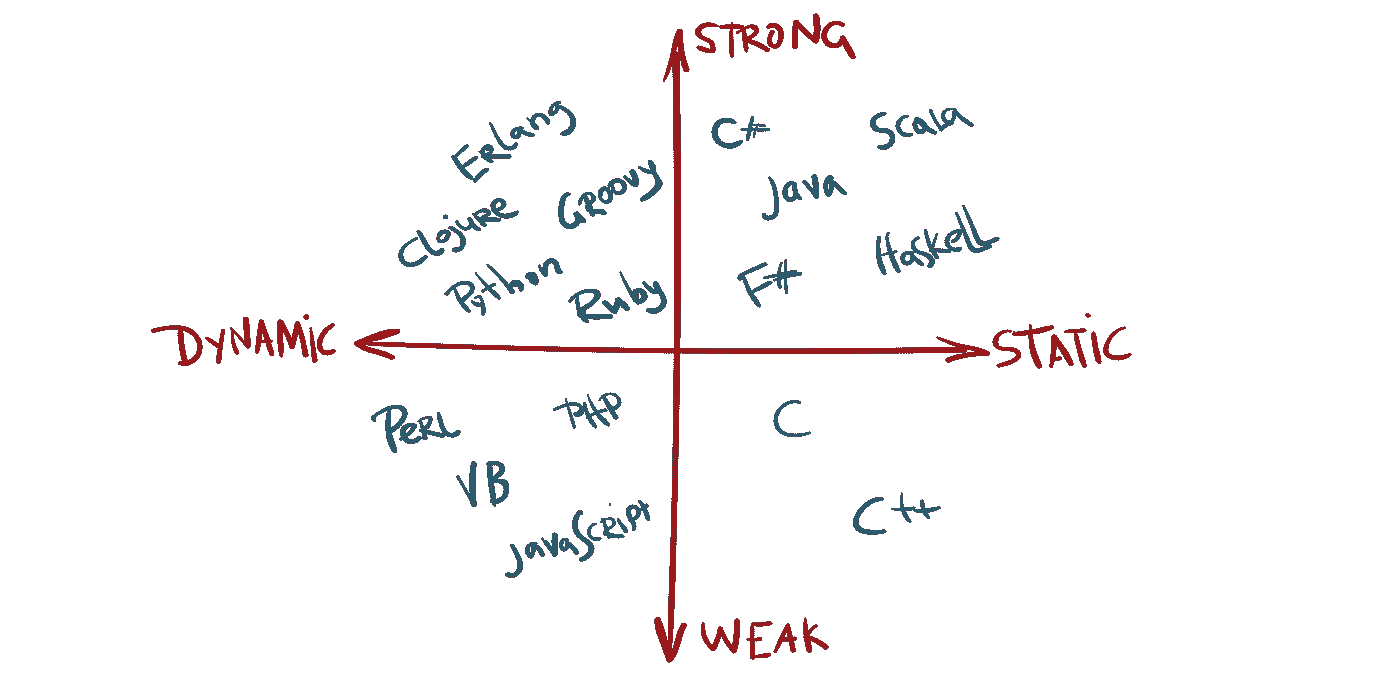 STRONG
Erlang
C#
Scala
Groovy
Java
Clojure
Haskell
Python
Ruby
F#
DYNAMIC
STATIC
Perl
PHP
C
VB
JavaScript
C++
WEAK